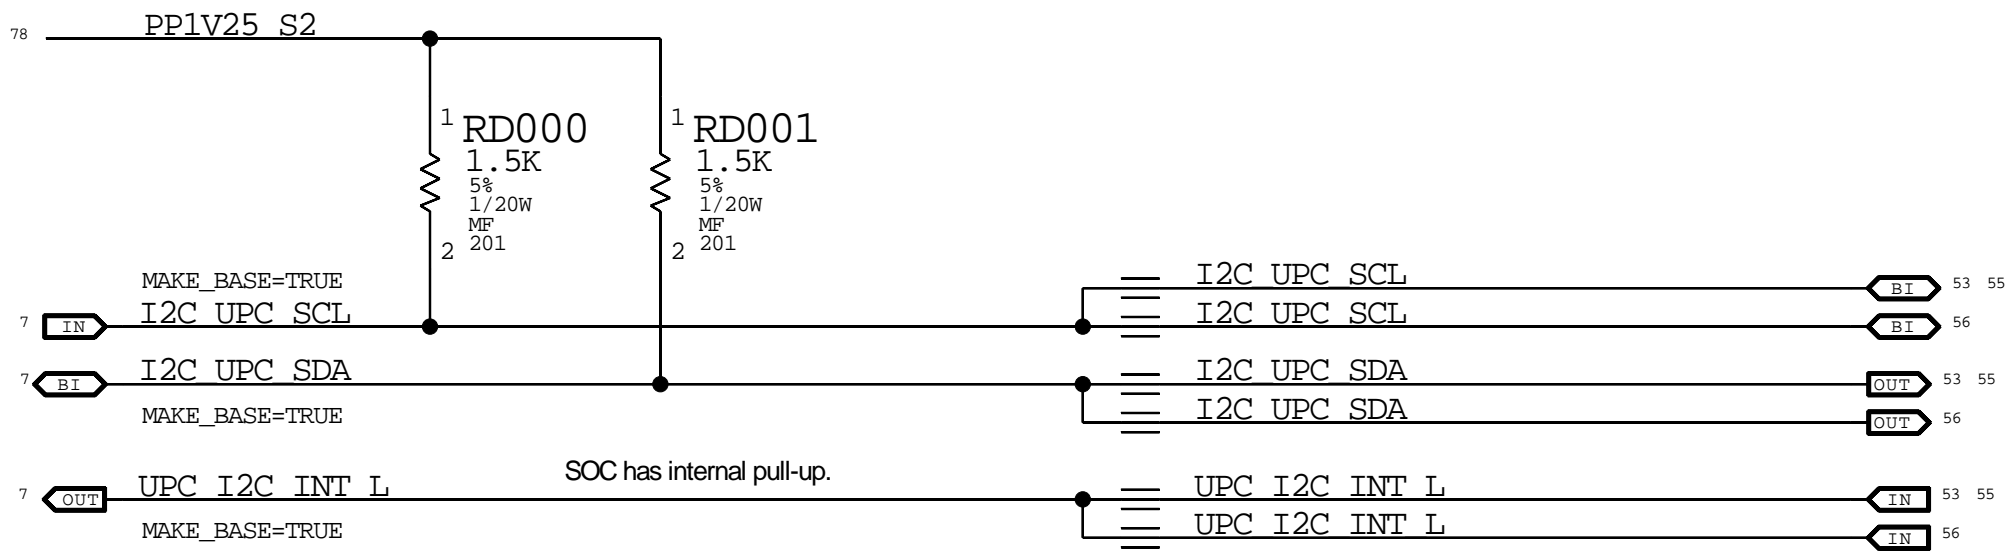 78 PP1V25_S2
1 RD000 1 RD001
1.5K 1.5K
5% 5%
1/20W 1/20W
MF MF
2 201 2 201
MAKE_BASE=TRUE I2C_UPC_SCL BI 53 55
7 IN I2C_UPC_SCL I2C_UPC_SCL BI 56
7 BI I2C_UPC_SDA I2C_UPC_SDA OUT 53 55
MAKE_BASE=TRUE I2C_UPC_SDA OUT 56
SOC has internal pull-up.
7 OUT UPC_I2C_INT_L UPC_I2C_INT_L IN 53 55
MAKE_BASE=TRUE UPC_I2C_INT_L IN 56